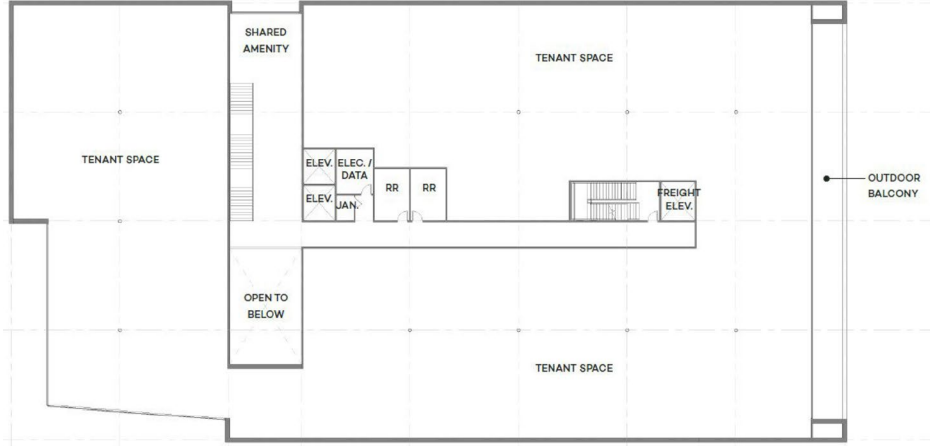 SHARED
AMENITY
TENANT SPACE
TENANT SPACE
ELEV.
ELEC. /
DATA
RR
RR
ELEV.
JAN.
FREIGHT
ELEV.
OUTDOOR
BALCONY
OPEN TO
BELOW
TENANT SPACE